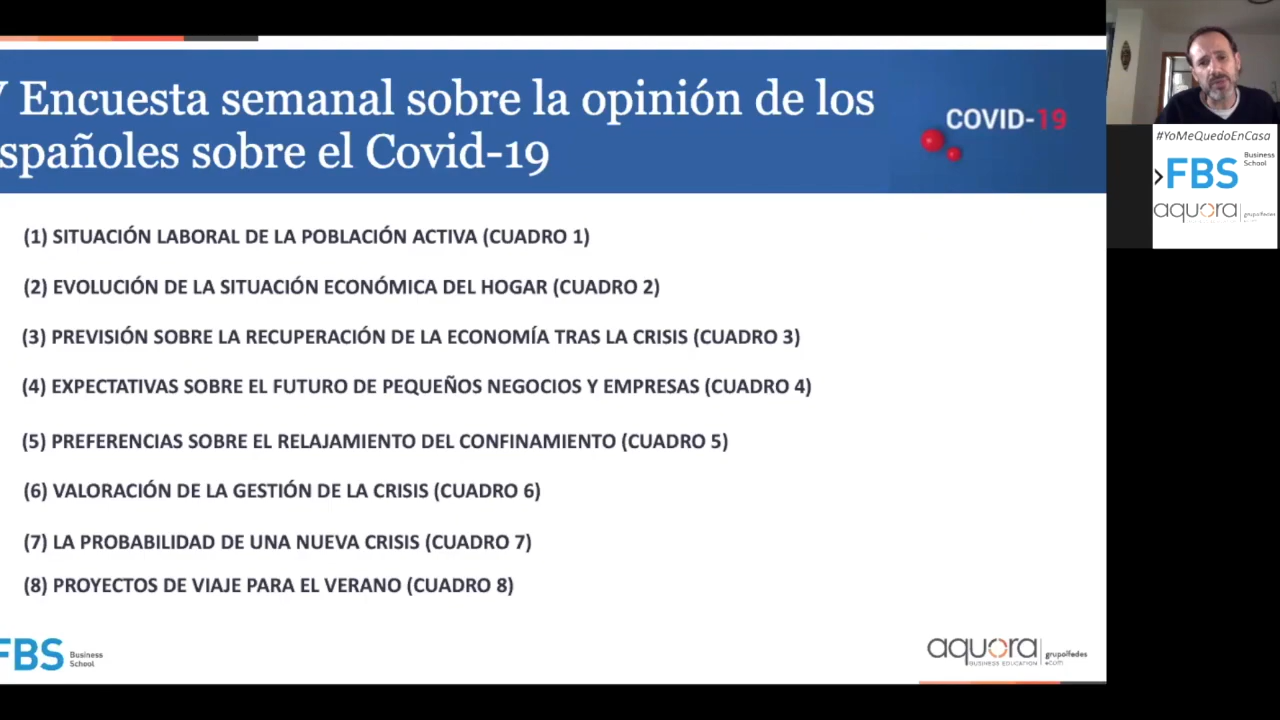 Encuesta semanal sobre la opinión de los
spañoles sobre el Covid-19
COVID-19
(1) SITUACIÓN LABORAL DE LA POBLACIÓN ACTIVA (CUADRO 1)
(2) EVOLUCIÓN DE LA SITUACIÓN ECONÓMICA DEL HOGAR (CUADRO 2)
(3) PREVISIÓN SOBRE LA RECUPERACIÓN DE LA ECONOMÍA TRAS LA CRISIS (CUADRO 3)
(4) EXPECTATIVAS SOBRE EL FUTURO DE PEQUEÑOS NEGOCIOS Y EMPRESAS (CUADRO 4)
(5) PREFERENCIAS SOBRE EL RELAJAMIENTO DEL CONFINAMIENTO (CUADRO 5)
(6) VALORACIÓN DE LA GESTIÓN DE LA CRISIS (CUADRO 6)
(7) LA PROBABILIDAD DE UNA NUEVA CRISIS (CUADRO 7)
(8) PROYECTOS DE VIAJE PARA EL VERANO (CUADRO 8)
FBS Business
School
aquora grupolfedes
BUSINESS EDUCATION .com
#YoMeQuedoEnCasa
FBS Business
School
aquora